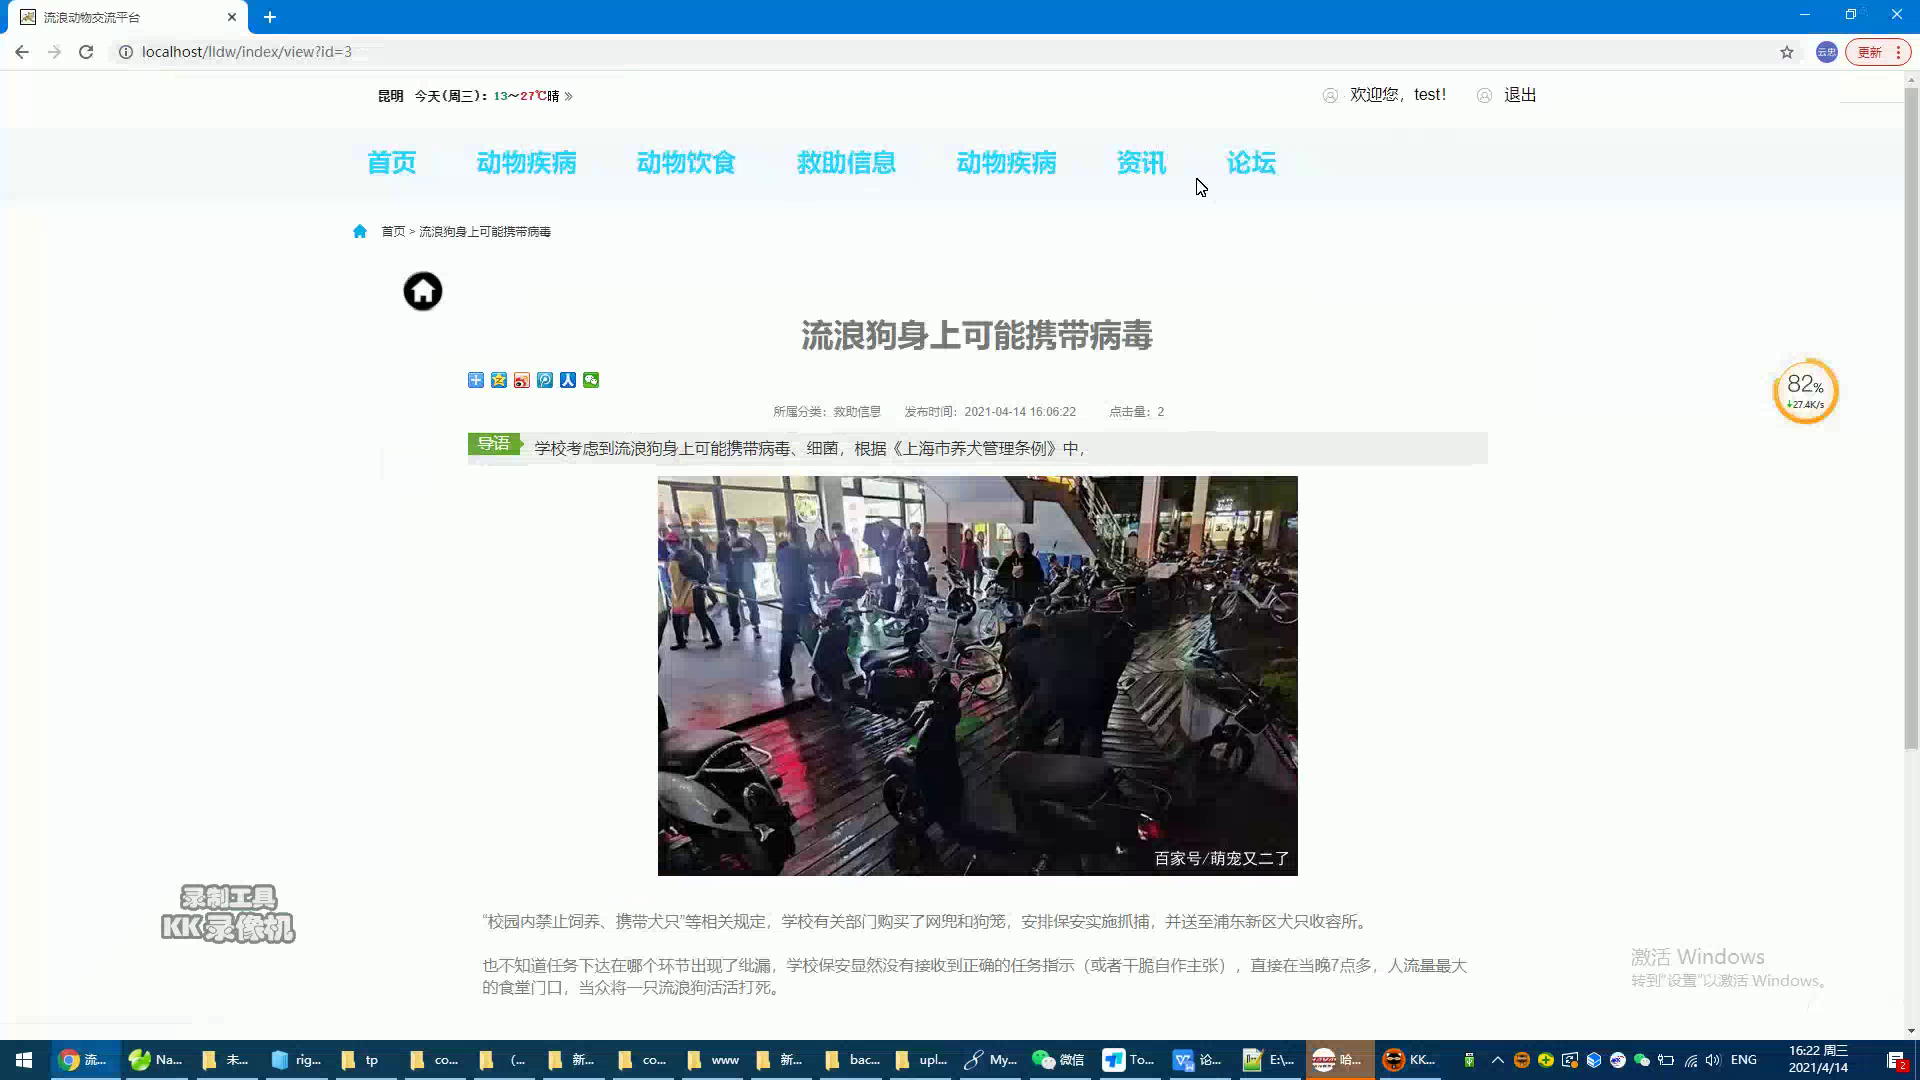 流浪动物交流平台
localhost/lldw/index/view?id=3
云忠
更新
昆明 今天(周三)：13～27℃晴
欢迎您，test!
退出
首页 动物疾病 动物饮食 救助信息 动物疾病 资讯 论坛
首页 > 流浪狗身上可能携带病毒
流浪狗身上可能携带病毒
82%
27.4K/s
所属分类：救助信息 发布时间：2021-04-14 16:06:22 点击量：2
导语 学校考虑到流浪狗身上可能携带病毒、细菌，根据《上海市养犬管理条例》中，
百家号/萌宠又二了
“校园内禁止饲养、携带犬只”等相关规定，学校有关部门购买了网兜和狗笼，安排保安实施抓捕，并送至浦东新区犬只收容所。
也不知道任务下达在哪个环节出现了纰漏，学校保安显然没有接收到正确的任务指示（或者干脆自作主张），直接在当晚7点多，人流量最大
的食堂门口，当众将一只流浪狗活活打死。
录制工具
KK录像机
激活 Windows
转到“设置”以激活 Windows。
流... Na... 未... rig... tp co... (... 新... co... www 新... bac... upl... My... 微信 To... 论... E:\... 哈... KK... ENG
16:22 周三
2021/4/14
2